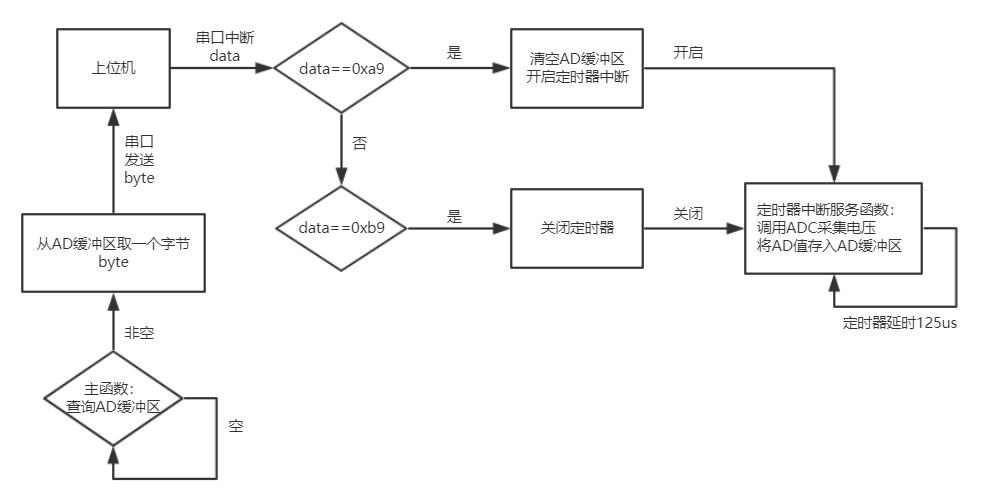 上位机
串口中断
data
data==0xa9
是
清空AD缓冲区
开启定时器中断
开启
否
data==0xb9
是
关闭定时器
关闭
定时器中断服务函数：
调用ADC采集电压
将AD值存入AD缓冲区
定时器延时125us
串口
发送
byte
从AD缓冲区取一个字节
byte
非空
主函数：
查询AD缓冲区
空